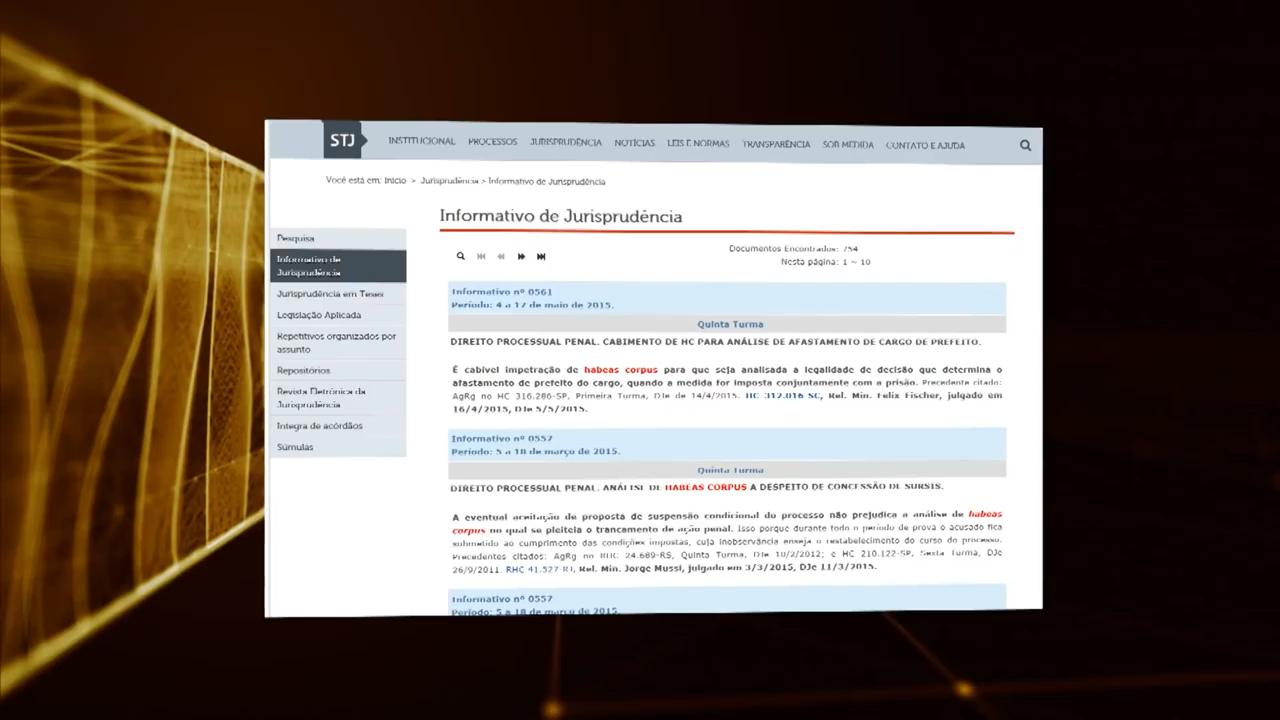 STJ INSTITUCIONAL PROCESSOS JURISPRUDÊNCIA NOTÍCIAS LEIS E NORMAS TRANSPARÊNCIA SOB MEDIDA CONTATO E AJUDA
Você está em: Início > Jurisprudência > Informativo de Jurisprudência
Informativo de Jurisprudência
Pesquisa
Informativo de
Jurisprudência
Jurisprudência em Teses
Legislação Aplicada
Repetitivos organizados por
assunto
Repositórios
Revista Eletrônica da
Jurisprudência
Íntegra de acórdãos
Súmulas
Documentos Encontrados: 754
Nesta página: 1 ~ 10
Informativo nº 0561
Período: 4 a 17 de maio de 2015.
Quinta Turma
DIREITO PROCESSUAL PENAL. CABIMENTO DE HC PARA ANÁLISE DE AFASTAMENTO DE CARGO DE PREFEITO.
É cabível impetração de habeas corpus para que seja analisada a legalidade de decisão que determina o
afastamento de prefeito do cargo, quando a medida for imposta conjuntamente com a prisão. Precedente citado:
AgRg no HC 316.286-SP, Primeira Turma, DJe de 14/4/2015. HC 312.016-SC, Rel. Min. Felix Fischer, julgado em
16/4/2015, DJe 5/5/2015.
Informativo nº 0557
Período: 5 a 18 de março de 2015.
Quinta Turma
DIREITO PROCESSUAL PENAL. ANÁLISE DE HABEAS CORPUS A DESPEITO DE CONCESSÃO DE SURSIS.
A eventual aceitação de proposta de suspensão condicional do processo não prejudica a análise de habeas
corpus no qual se pleiteia o trancamento de ação penal. Isso porque durante todo o período de prova o acusado fica
submetido ao cumprimento das condições impostas, cuja inobservância enseja o restabelecimento do curso do processo.
Precedentes citados: AgRg no RHC 24.689-RS, Quinta Turma, DJe 10/2/2012; e HC 210.122-SP, Sexta Turma, DJe
26/9/2011. RHC 41.527-RJ, Rel. Min. Jorge Mussi, julgado em 3/3/2015, DJe 11/3/2015.
Informativo nº 0557
Período: 5 a 18 de março de 2015.